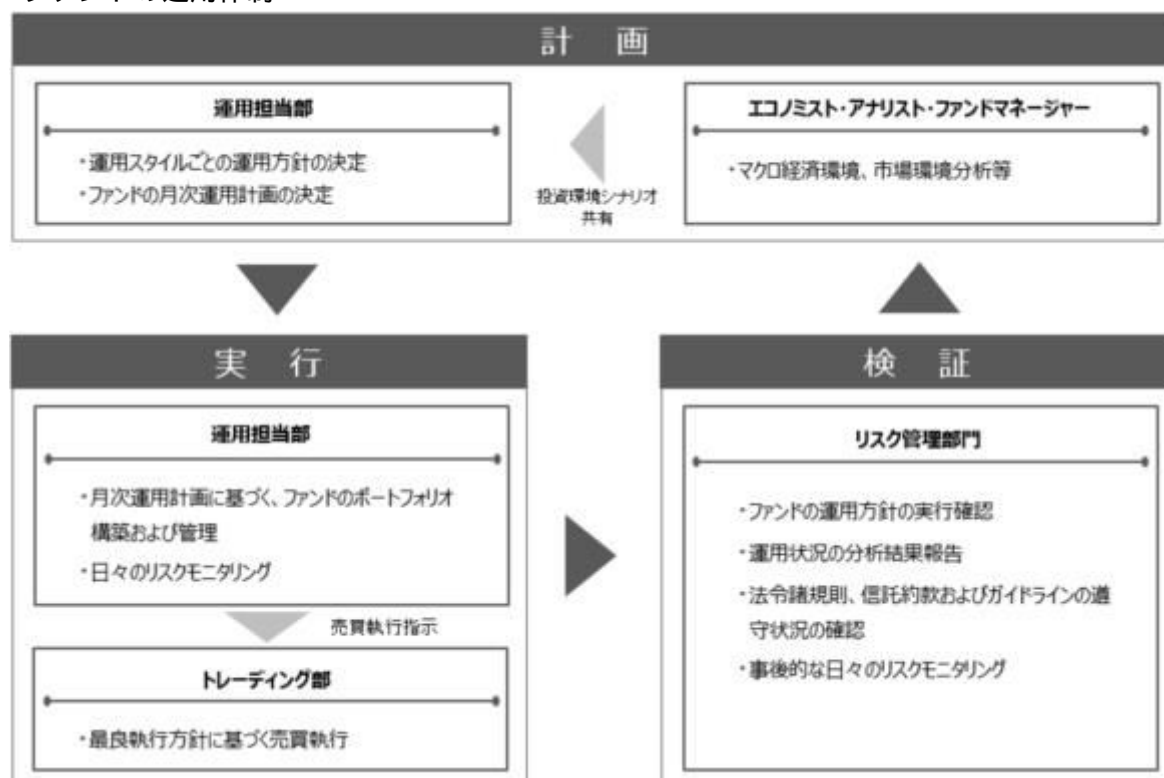 計 画
運用担当部
・運用スタイルごとの運用方針の決定
・ファンドの月次運用計画の決定
投資環境シナリオ
共有
エコノミスト・アナリスト・ファンドマネージャー
・マクロ経済環境、市場環境分析等
実 行
運用担当部
・月次運用計画に基づく、ファンドのポートフォリオ
構築および管理
・日々のリスクモニタリング
売買執行指示
トレーディング部
・最良執行方針に基づく売買執行
検 証
リスク管理部門
・ファンドの運用方針の実行確認
・運用状況の分析結果報告
・法令諸規則、信託約款およびガイドラインの遵
守状況の確認
・事後的な日々のリスクモニタリング